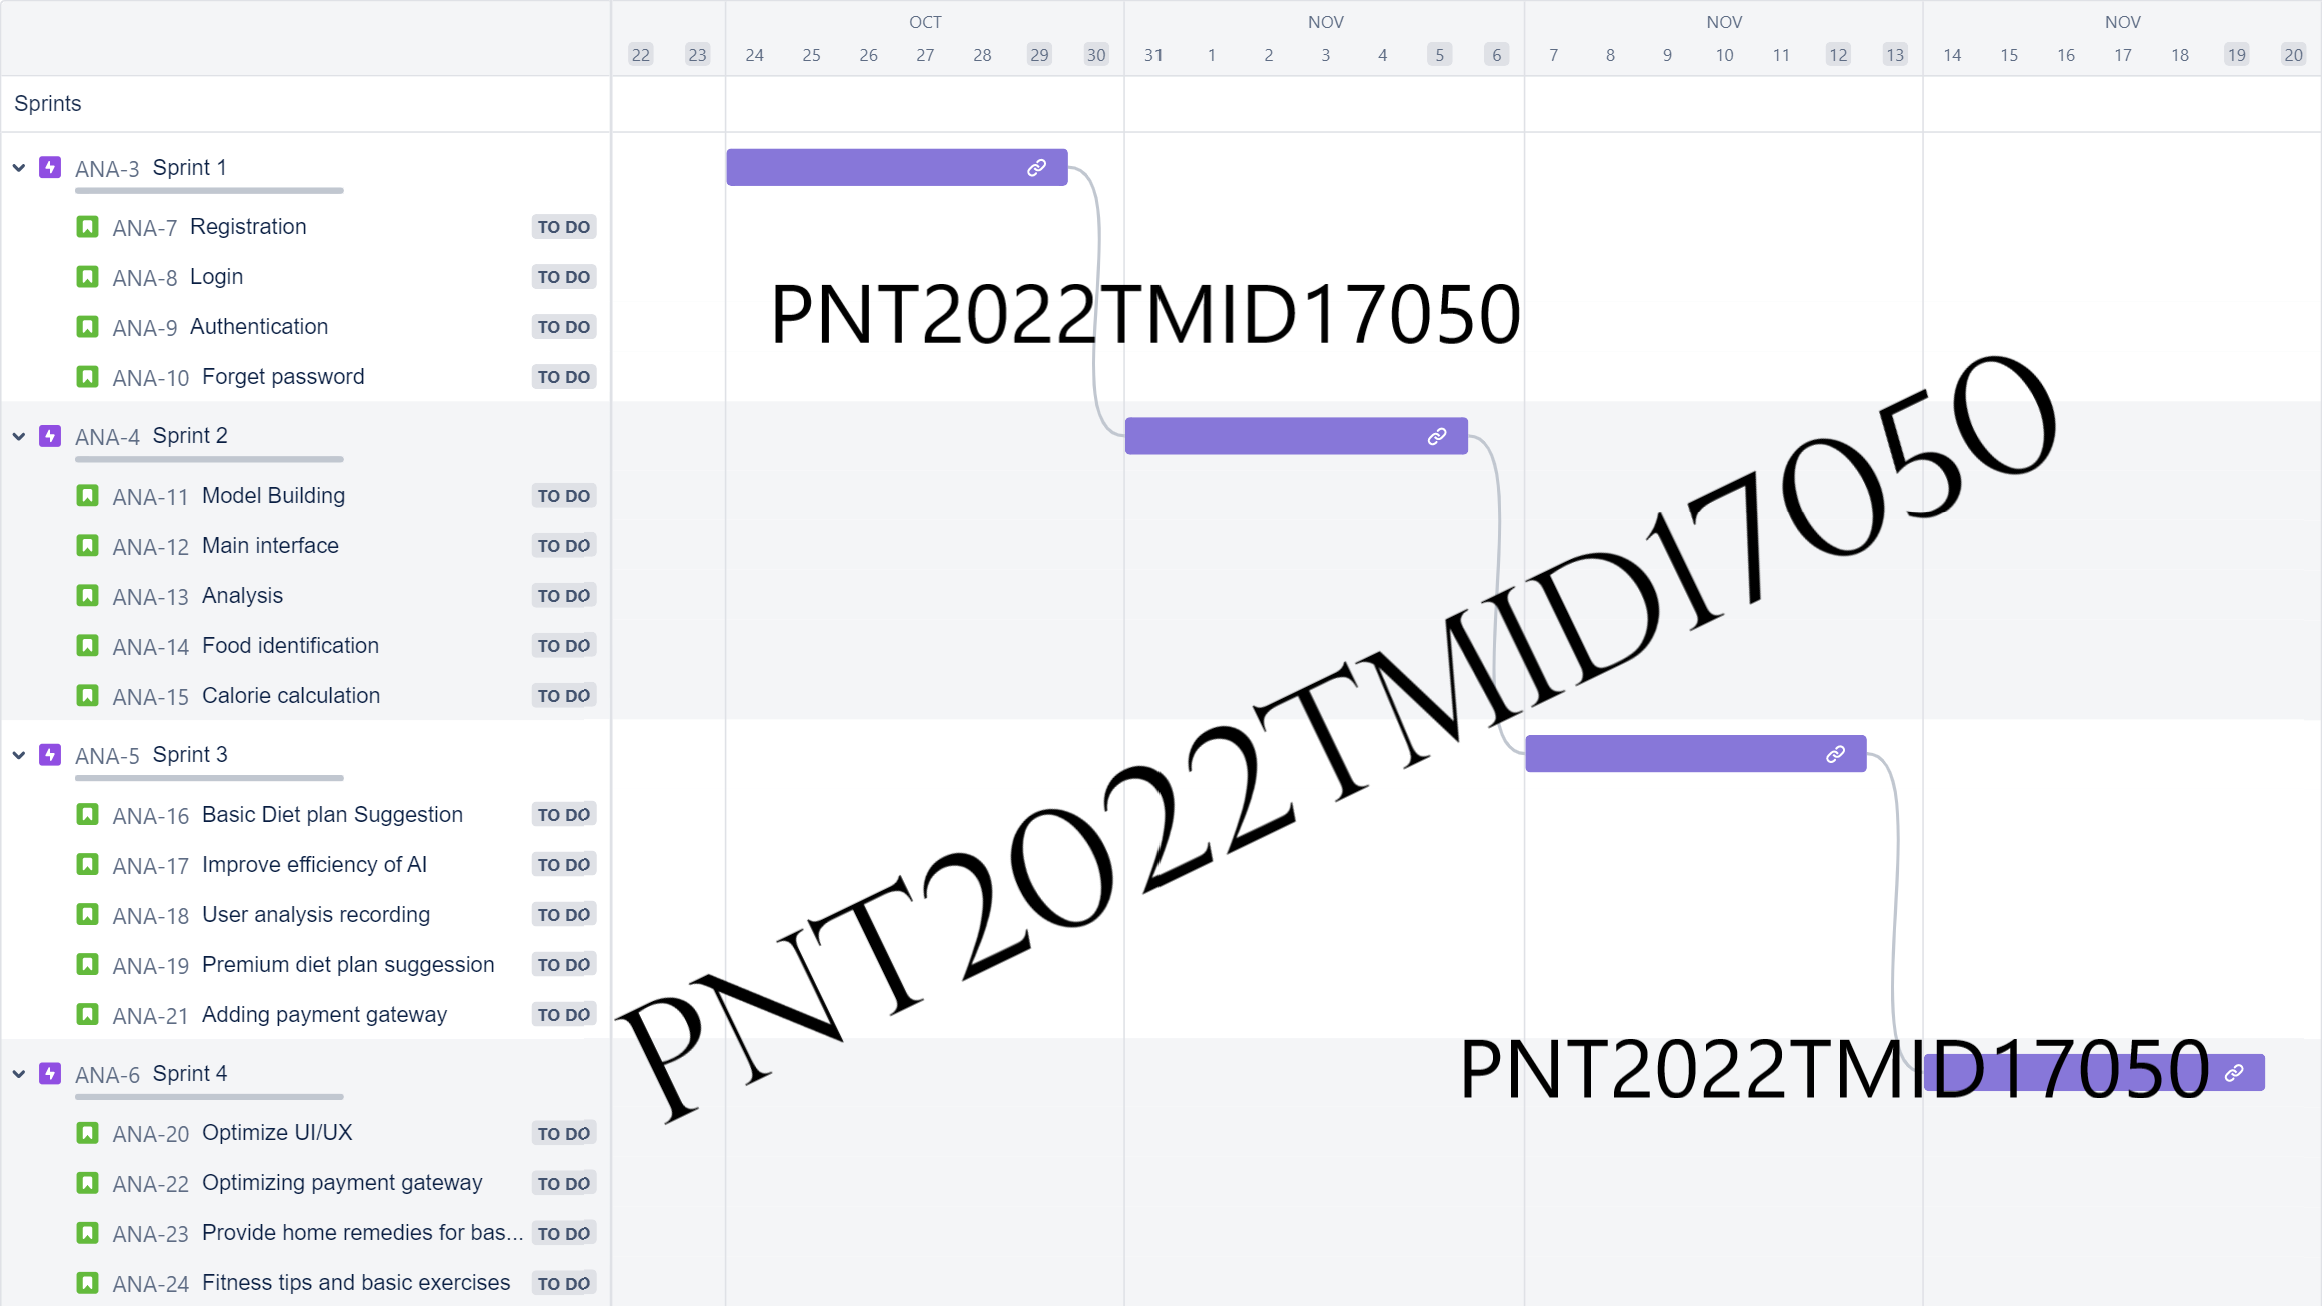 OCT NOV NOV NOV
22 23 24 25 26 27 28 29 30 31 1 2 3 4 5 6 7 8 9 10 11 12 13 14 15 16 17 18 19 20
Sprints
ANA-3 Sprint 1
ANA-7 Registration TO DO
ANA-8 Login TO DO
PNT2022TMID17050
ANA-9 Authentication TO DO
ANA-10 Forget password TO DO
ANA-4 Sprint 2
ANA-11 Model Building TO DO
ANA-12 Main interface TO DO
ANA-13 Analysis TO DO
ANA-14 Food identification TO DO
ANA-15 Calorie calculation TO DO
PNT2022TMID17050
ANA-5 Sprint 3
ANA-16 Basic Diet plan Suggestion TO DO
ANA-17 Improve efficiency of AI TO DO
ANA-18 User analysis recording TO DO
ANA-19 Premium diet plan suggession TO DO
ANA-21 Adding payment gateway TO DO
ANA-6 Sprint 4
PNT2022TMID17050
ANA-20 Optimize UI/UX TO DO
ANA-22 Optimizing payment gateway TO DO
ANA-23 Provide home remedies for bas... TO DO
ANA-24 Fitness tips and basic exercises TO DO